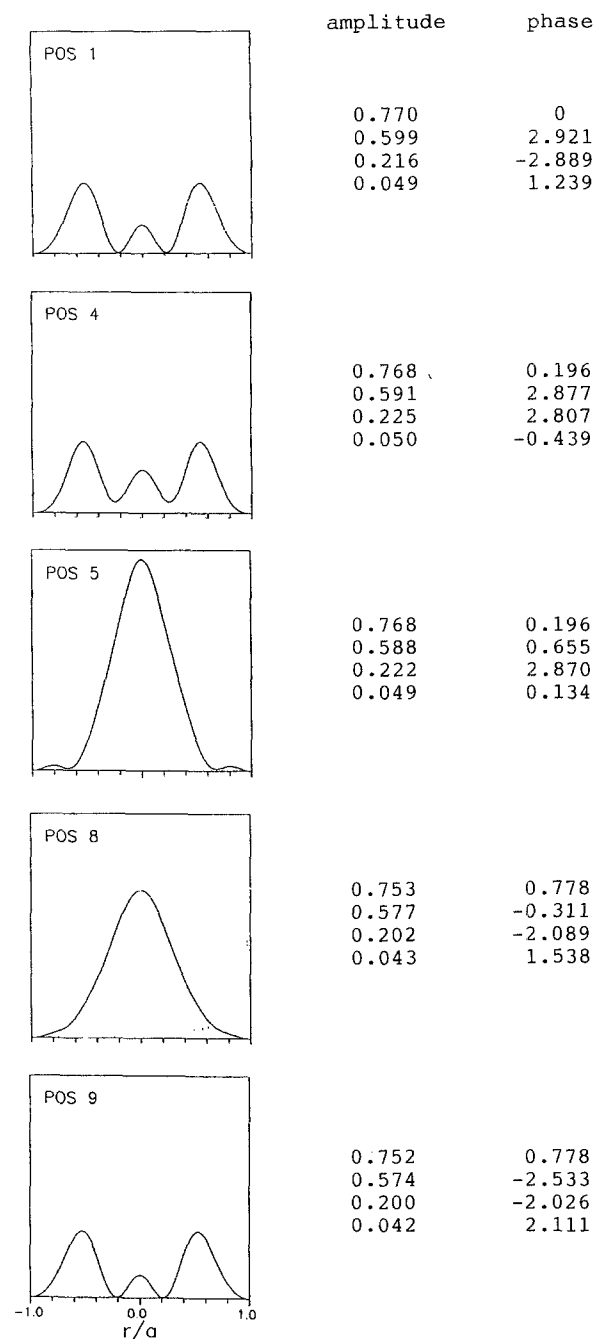 amplitude phase
POS 1
0.770 0
0.599 2.921
0.216 -2.889
0.049 1.239
POS 4
0.768 0.196
0.591 2.877
0.225 2.807
0.050 -0.439
POS 5
0.768 0.196
0.588 0.655
0.222 2.870
0.049 0.134
POS 8
0.753 0.778
0.577 -0.311
0.202 -2.089
0.043 1.538
POS 9
0.752 0.778
0.574 -2.533
0.200 -2.026
0.042 2.111
-1.0 0.0 1.0
r/a